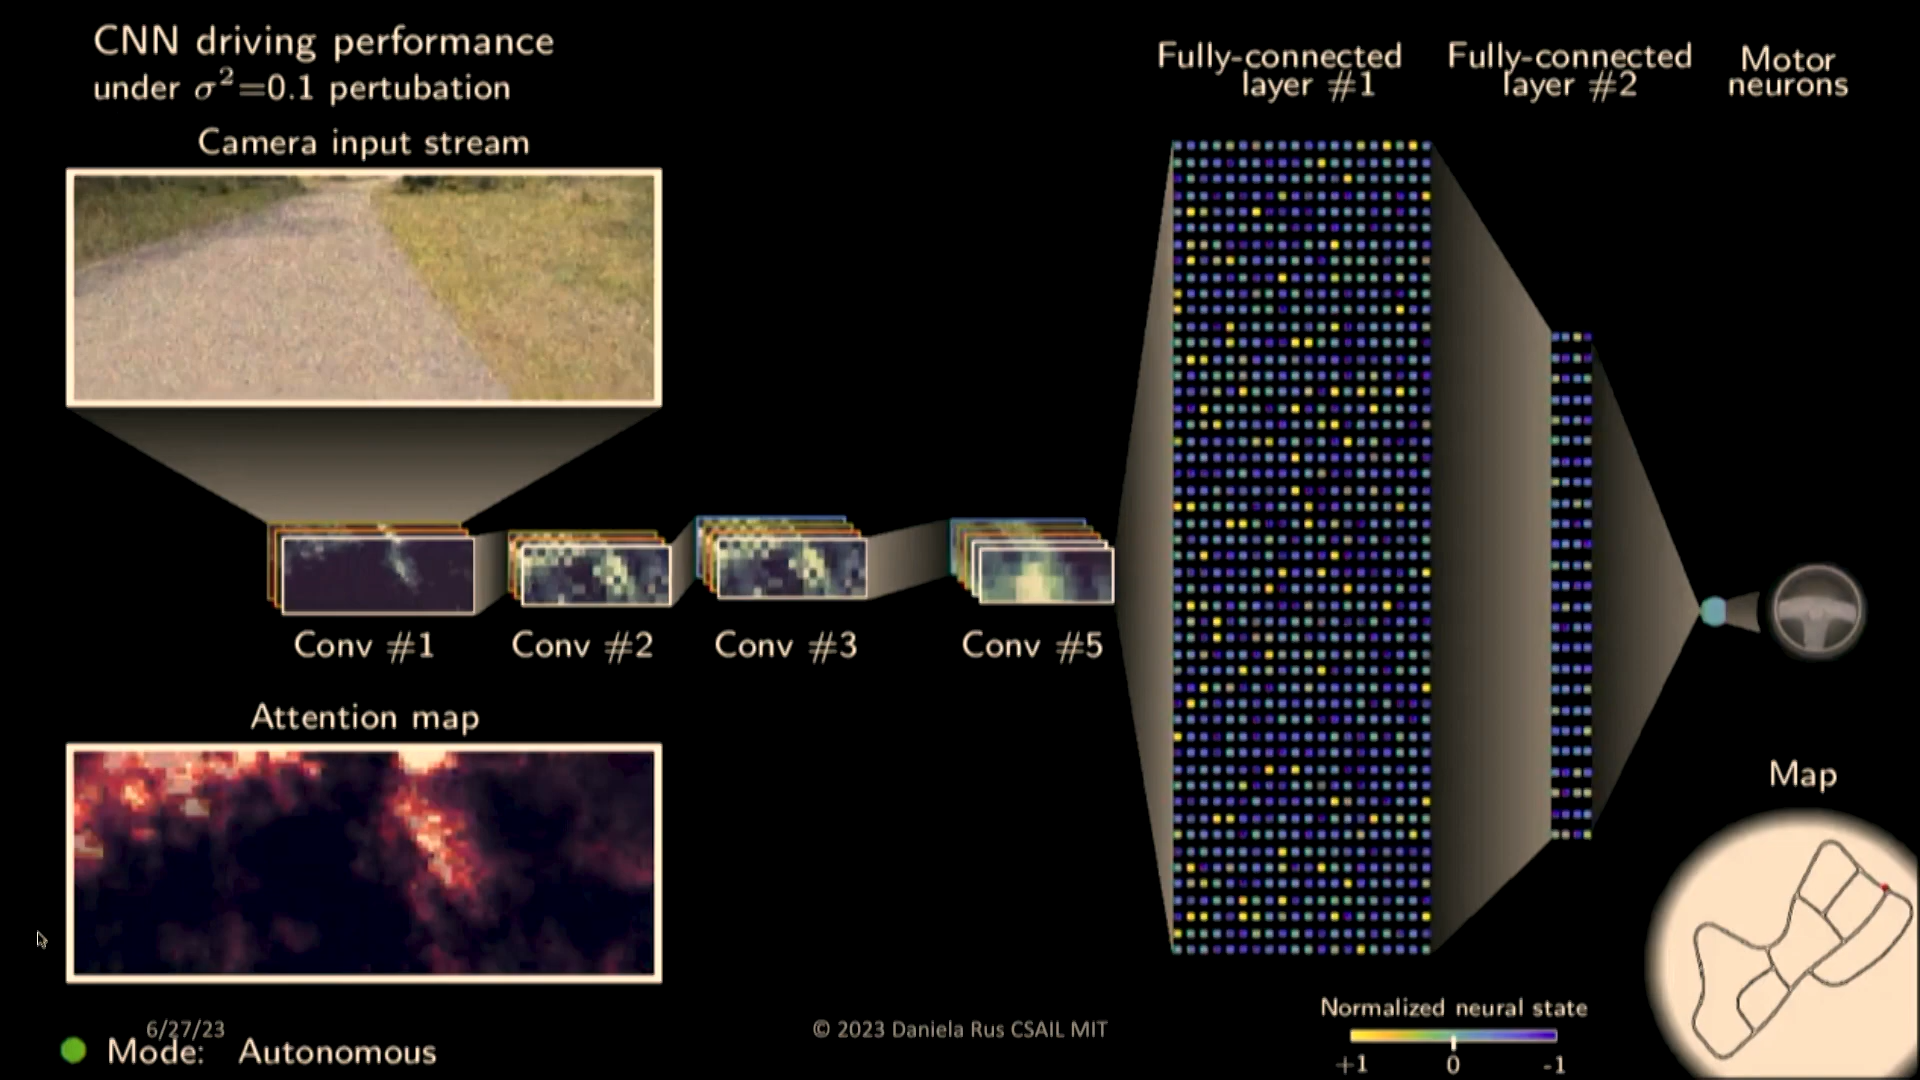 CNN driving performance
under σ²=0.1 pertubation
Camera input stream
Fully-connected
layer #1
Fully-connected
layer #2
Motor
neurons
Conv #1
Conv #2
Conv #3
Conv #5
Attention map
Map
6/27/23
Mode: Autonomous
© 2023 Daniela Rus CSAIL MIT
Normalized neural state
+1 0 -1